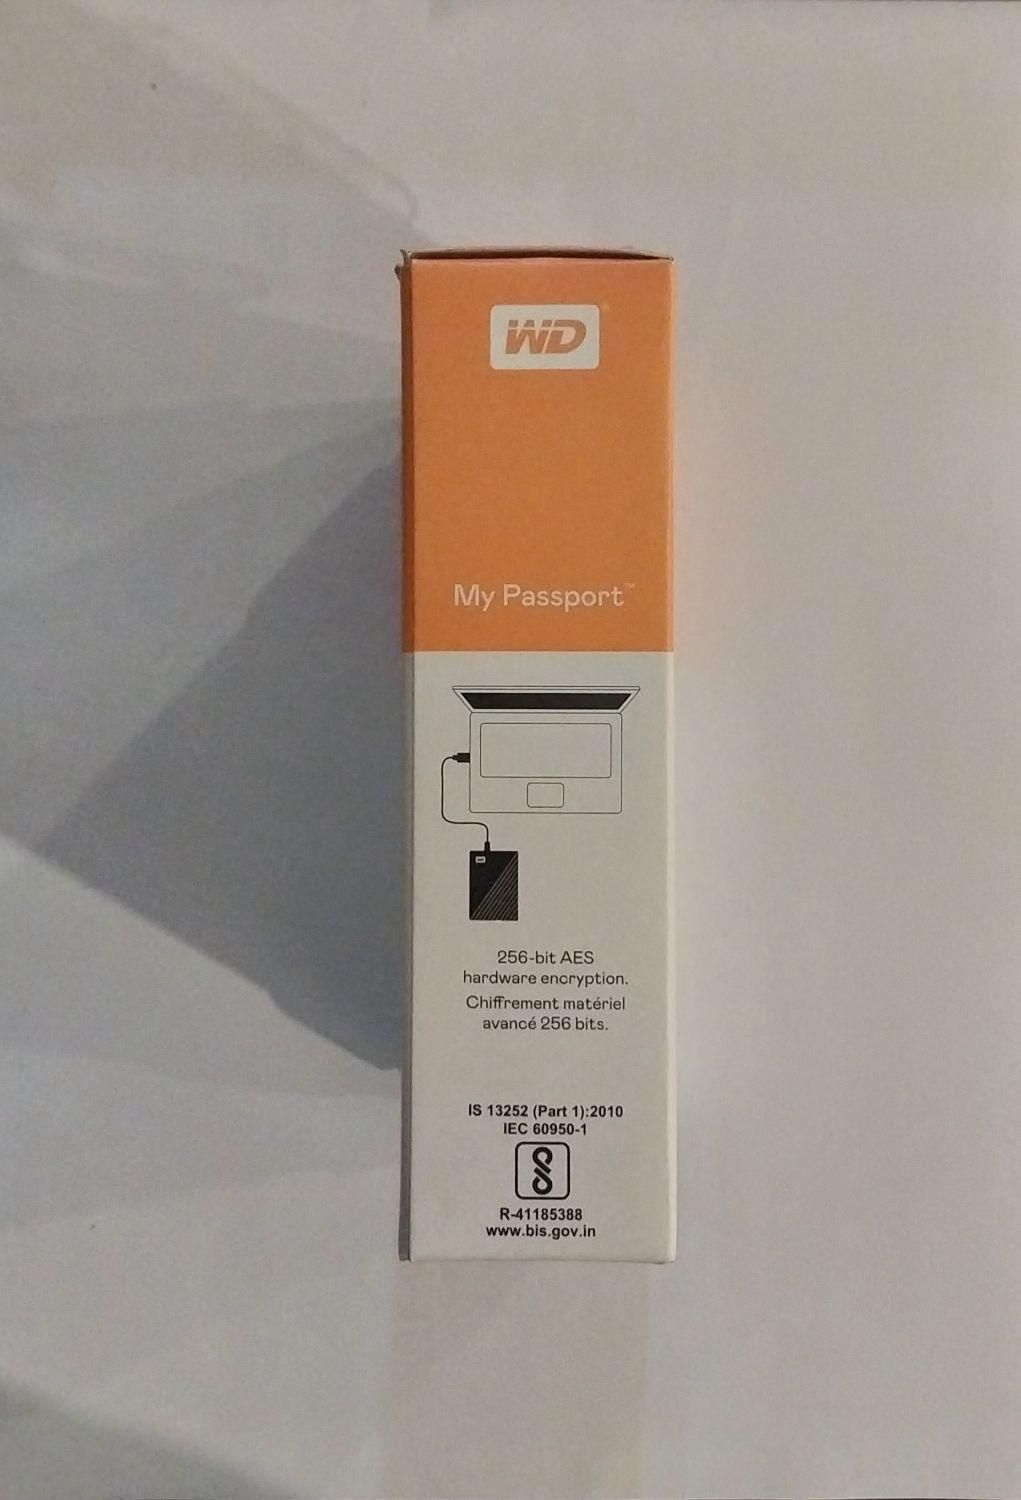 WD
My Passport™
256-bit AES
hardware encryption.
Chiffrement matériel
avancé 256 bits.
IS 13252 (Part 1):2010
IEC 60950-1
R-41185388
www.bis.gov.in